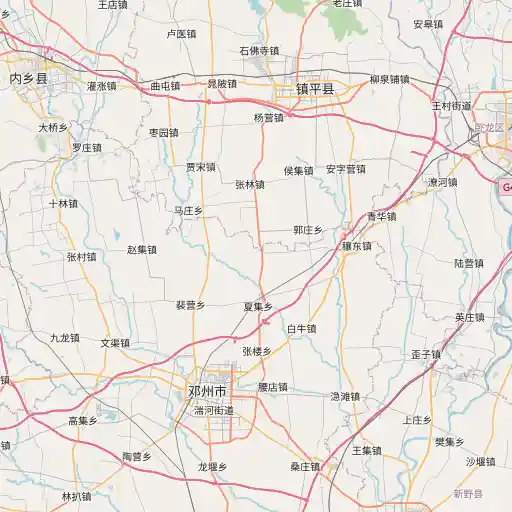 王店镇
老庄镇
安皋镇
卢医镇
石佛寺镇
内乡县
灌涨镇
曲屯镇
晁陂镇
镇平县
柳泉铺镇
王村街道
杨营镇
大桥乡
枣园镇
卧龙区
罗庄镇
贾宋镇
侯集镇
安字营镇
张林镇
潦河镇
G4
十林镇
马庄乡
青华镇
郭庄乡
赵集镇
穰东镇
张村镇
陆营镇
裴营乡
夏集乡
英庄镇
白牛镇
九龙镇
文渠镇
张楼乡
歪子镇
镇
邓州市
腰店镇
急滩镇
湍河街道
高集乡
上庄乡
镇
樊集乡
陶营乡
龙堰乡
桑庄镇
王集镇
沙堰镇
林扒镇
新野县